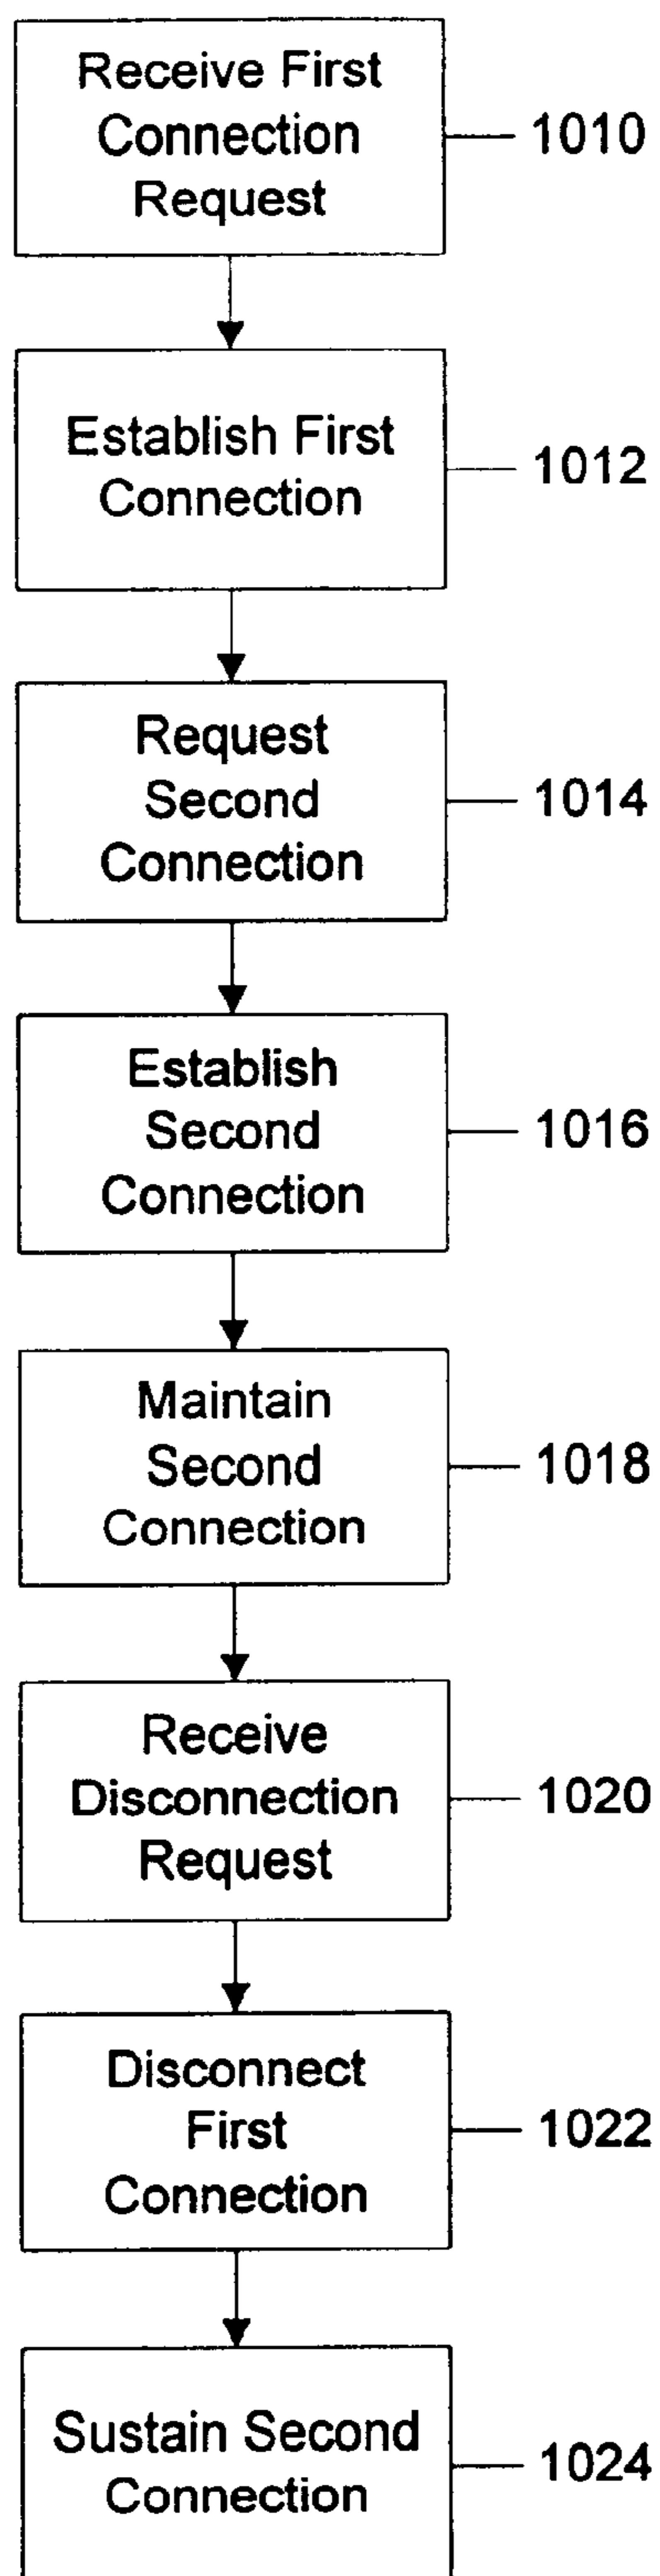 Receive First
Connection
Request
1010
Establish First
Connection
1012
Request
Second
Connection
1014
Establish
Second
Connection
1016
Maintain
Second
Connection
1018
Receive
Disconnection
Request
1020
Disconnect
First
Connection
1022
Sustain Second
Connection
1024